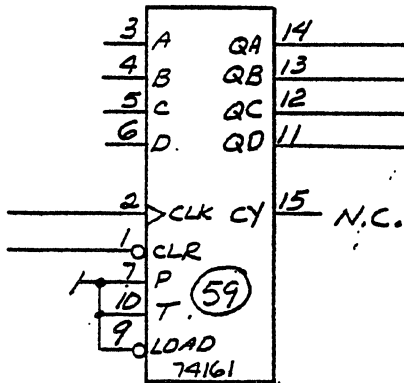 3 A QA 14
4 B QB 13
5 C QC 12
6 D. QD 11
2 CLK CY 15 N.C.
1 CLR
7 P
59
10 T.
9 LOAD
74161